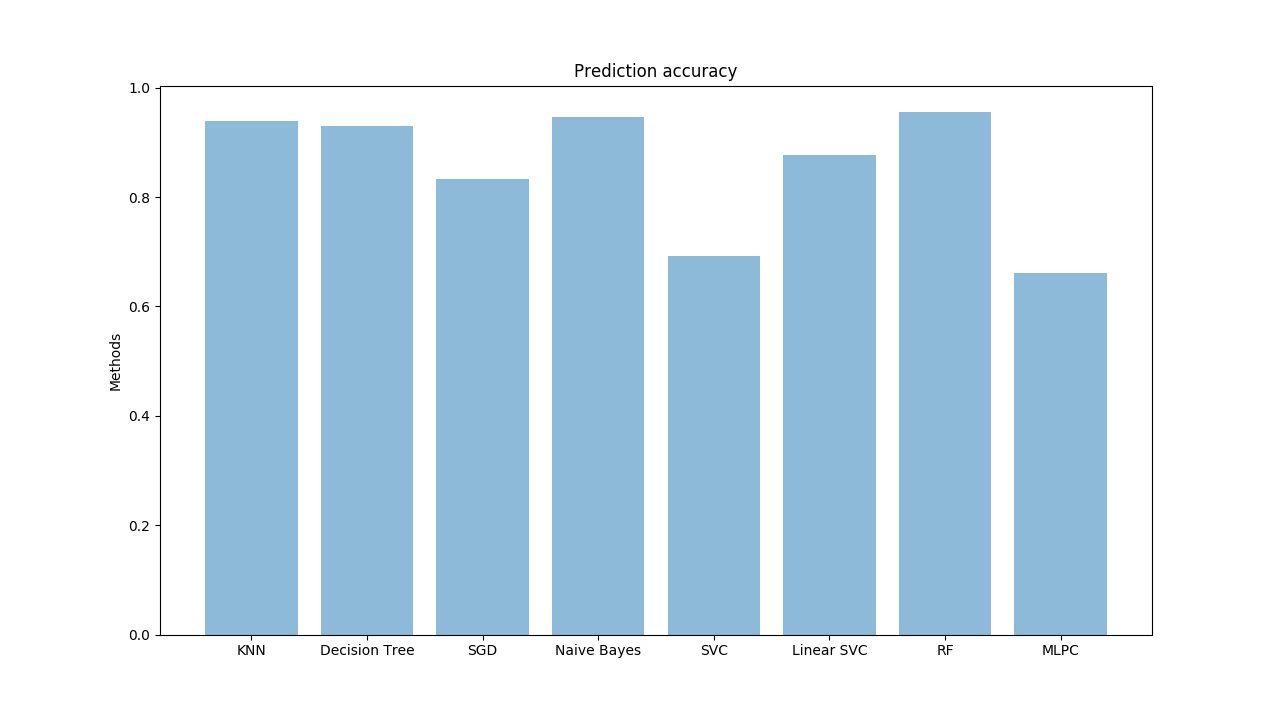 Prediction accuracy
1.0
0.8
0.6
0.4
0.2
0.0
Methods
KNN Decision Tree SGD Naive Bayes SVC Linear SVC RF MLPC